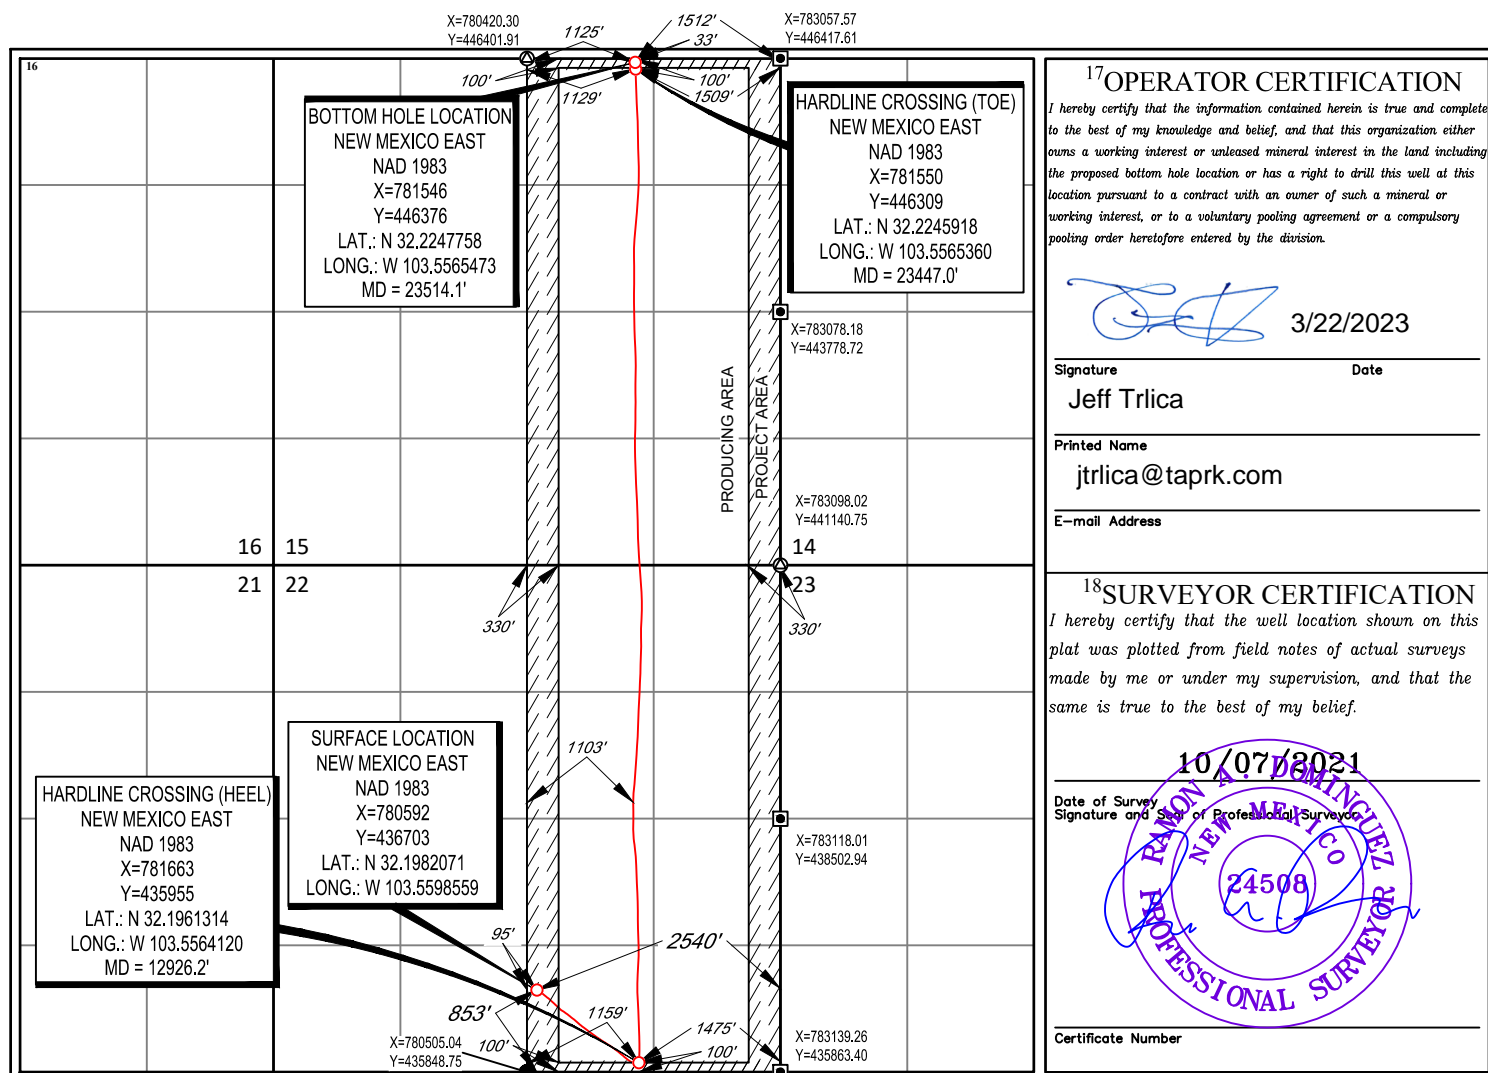 X=780420.30
Y=446401.91
1125'
1512'
33'
X=783057.57
Y=446417.61
16
100'
1129'
100'
1509'
BOTTOM HOLE LOCATION
NEW MEXICO EAST
NAD 1983
X=781546
Y=446376
LAT.: N 32.2247758
LONG.: W 103.5565473
MD = 23514.1'
HARDLINE CROSSING (TOE)
NEW MEXICO EAST
NAD 1983
X=781550
Y=446309
LAT.: N 32.2245918
LONG.: W 103.5565360
MD = 23447.0'
X=783078.18
Y=443778.72
PRODUCING AREA
PROJECT AREA
X=783098.02
Y=441140.75
16
15
14
21
22
23
330'
330'
1103'
SURFACE LOCATION
NEW MEXICO EAST
NAD 1983
X=780592
Y=436703
LAT.: N 32.1982071
LONG.: W 103.5598559
HARDLINE CROSSING (HEEL)
NEW MEXICO EAST
NAD 1983
X=781663
Y=435955
LAT.: N 32.1961314
LONG.: W 103.5564120
MD = 12926.2'
X=783118.01
Y=438502.94
95'
2540'
853'
1159'
1475'
100'
100'
X=780505.04
Y=435848.75
X=783139.26
Y=435863.40
17 OPERATOR CERTIFICATION
I hereby certify that the information contained herein is true and complete
to the best of my knowledge and belief, and that this organization either
owns a working interest or unleased mineral interest in the land including
the proposed bottom hole location or has a right to drill this well at this
location pursuant to a contract with an owner of such a mineral or
working interest, or to a voluntary pooling agreement or a compulsory
pooling order heretofore entered by the division.
3/22/2023
Signature Date
Jeff Trlica
Printed Name
jtrlica@taprk.com
E-mail Address
18 SURVEYOR CERTIFICATION
I hereby certify that the well location shown on this
plat was plotted from field notes of actual surveys
made by me or under my supervision, and that the
same is true to the best of my belief.
10/07/2021
Date of Survey
Signature and Seal of Professional Surveyor:
RAMON A. DOMINGUEZ
NEW MEXICO
24508
PROFESSIONAL SURVEYOR
Certificate Number